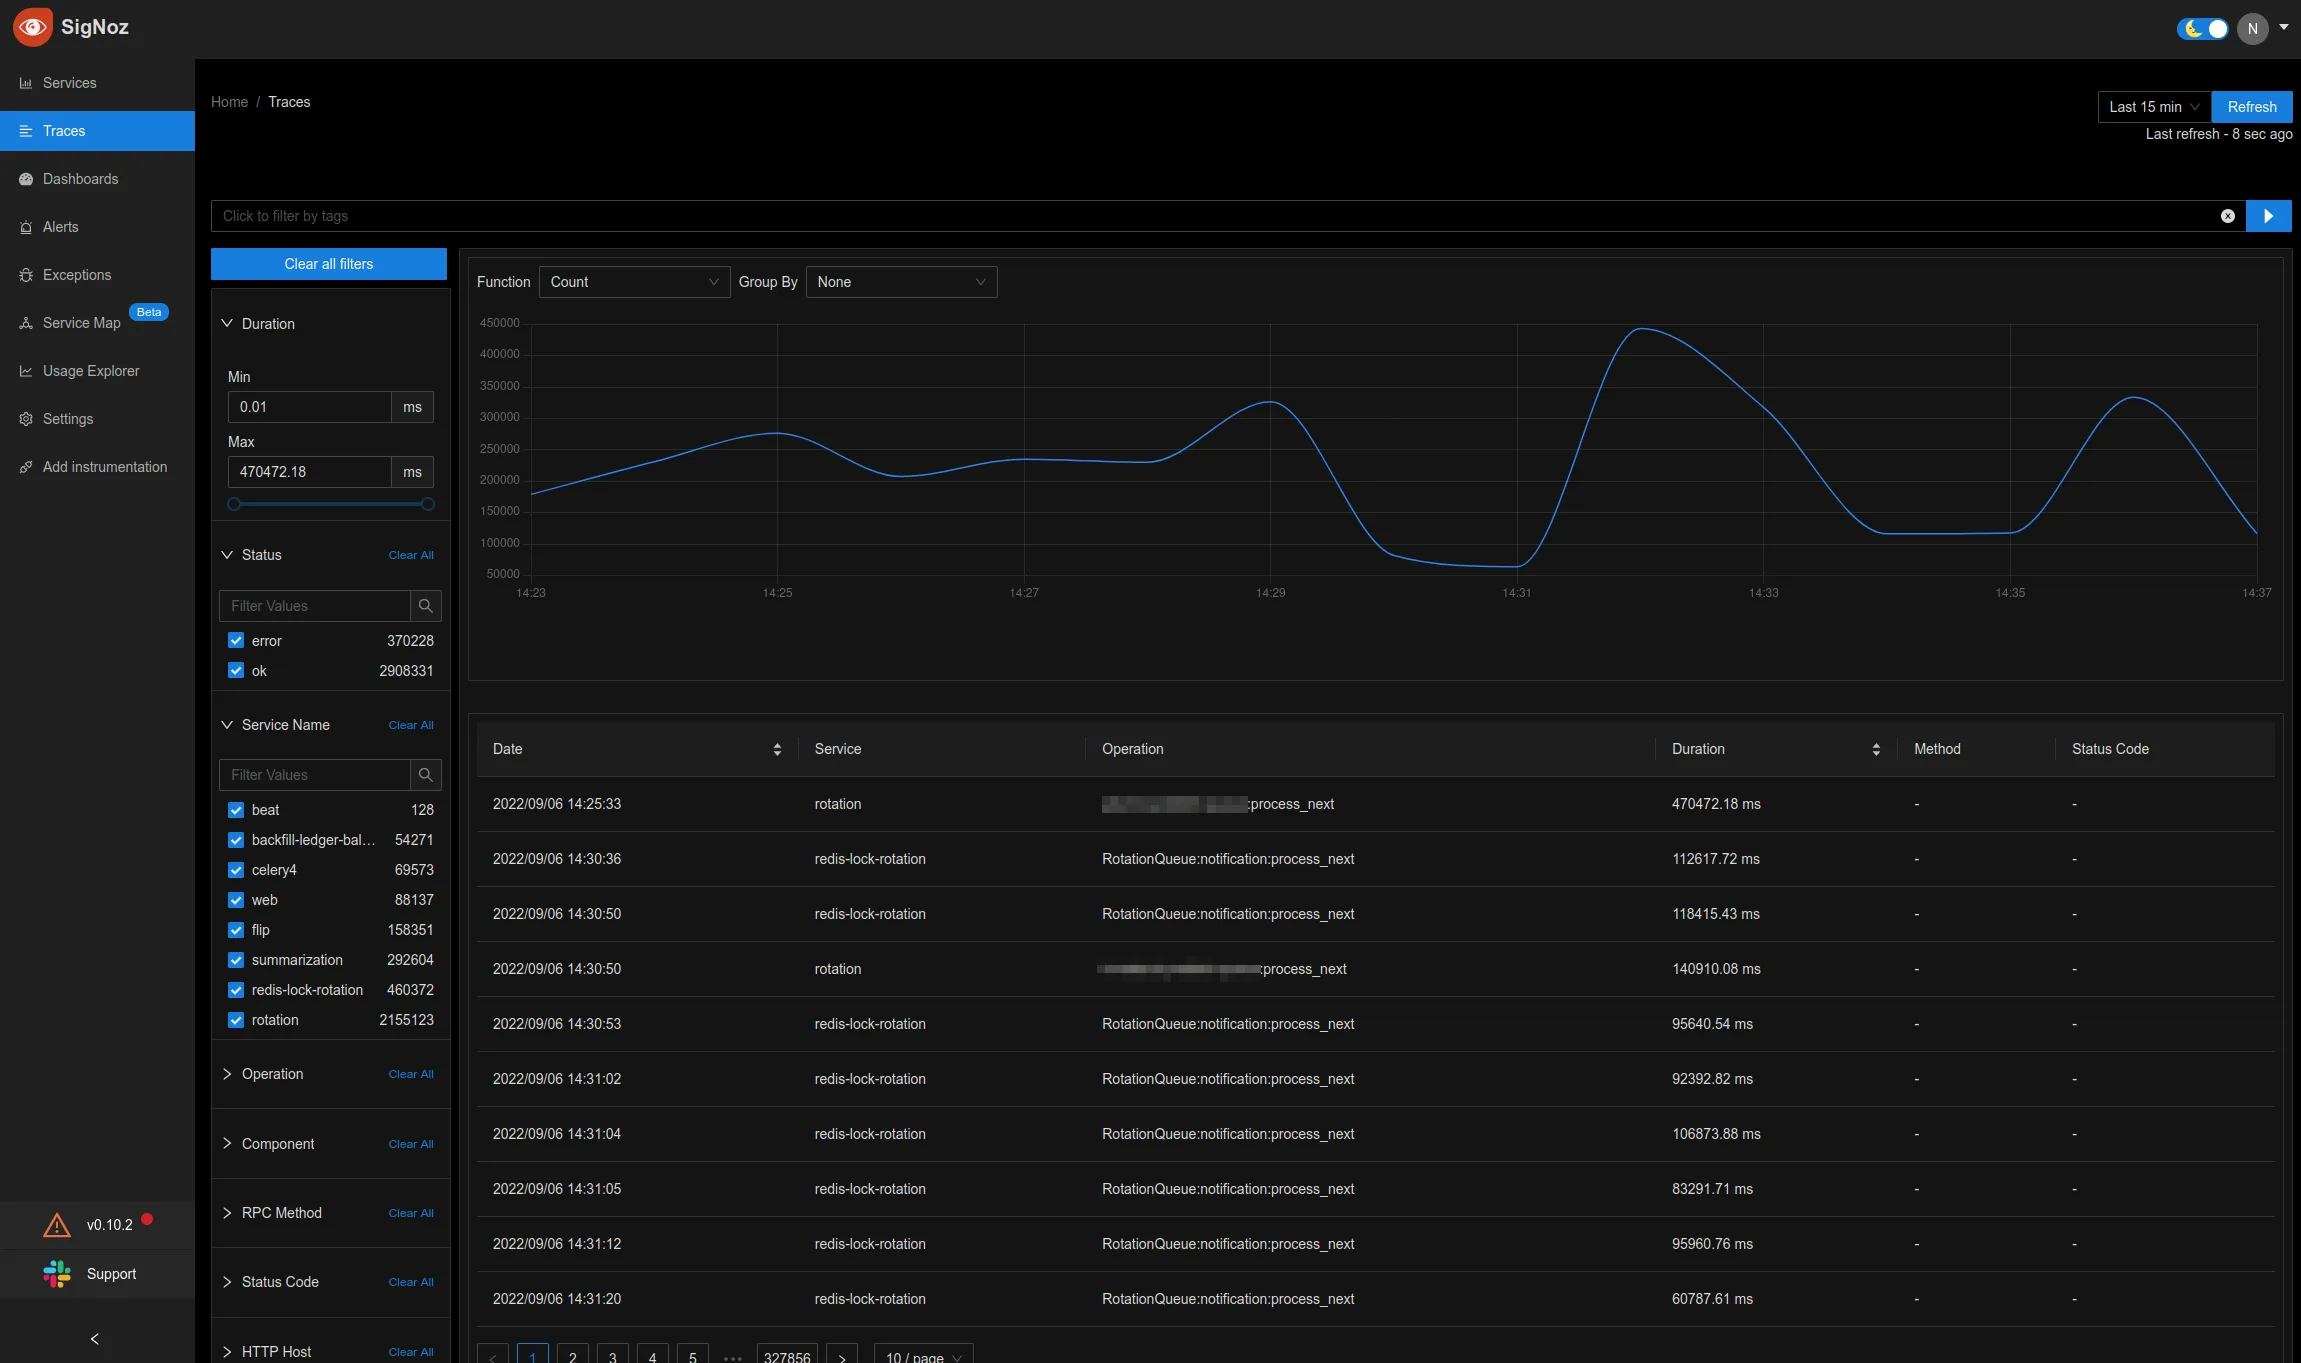 SigNoz
N
Services
Traces
Dashboards
Alerts
Exceptions
Service Map Beta
Usage Explorer
Settings
Add instrumentation
v0.10.2
Support
Home / Traces
Last 15 min Refresh
Last refresh - 8 sec ago
Click to filter by tags
Clear all filters
Duration
Min
0.01 ms
Max
470472.18 ms
Status Clear All
Filter Values
error 370228
ok 2908331
Service Name Clear All
Filter Values
beat 128
backfill-ledger-bal... 54271
celery4 69573
web 88137
flip 158351
summarization 292604
redis-lock-rotation 460372
rotation 2155123
Operation Clear All
Component Clear All
RPC Method Clear All
Status Code Clear All
HTTP Host Clear All
Function Count Group By None
450000
400000
350000
300000
250000
200000
150000
100000
50000
14:23 14:25 14:27 14:29 14:31 14:33 14:35 14:37
Date Service Operation Duration Method Status Code
2022/09/06 14:25:33 rotation :process_next 470472.18 ms - -
2022/09/06 14:30:36 redis-lock-rotation RotationQueue:notification:process_next 112617.72 ms - -
2022/09/06 14:30:50 redis-lock-rotation RotationQueue:notification:process_next 118415.43 ms - -
2022/09/06 14:30:50 rotation :process_next 140910.08 ms - -
2022/09/06 14:30:53 redis-lock-rotation RotationQueue:notification:process_next 95640.54 ms - -
2022/09/06 14:31:02 redis-lock-rotation RotationQueue:notification:process_next 92392.82 ms - -
2022/09/06 14:31:04 redis-lock-rotation RotationQueue:notification:process_next 106873.88 ms - -
2022/09/06 14:31:05 redis-lock-rotation RotationQueue:notification:process_next 83291.71 ms - -
2022/09/06 14:31:12 redis-lock-rotation RotationQueue:notification:process_next 95960.76 ms - -
2022/09/06 14:31:20 redis-lock-rotation RotationQueue:notification:process_next 60787.61 ms - -
< 1 2 3 4 5 ••• 327856 > 10 / page